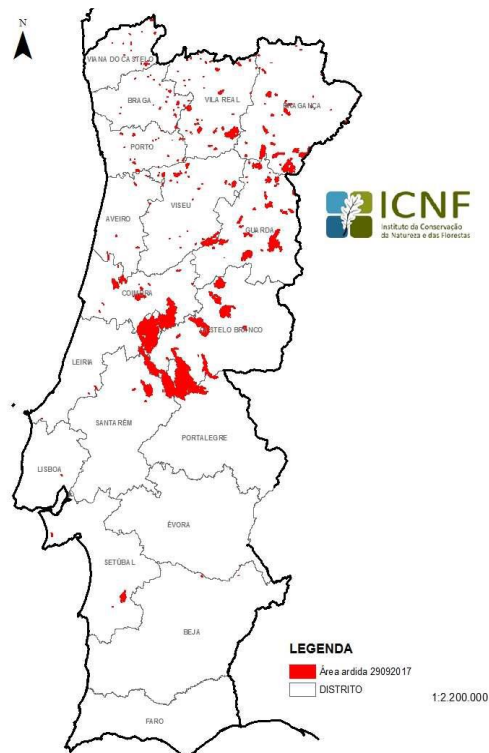 N
VIANA DO CASTELO
BRAGA
VILA REAL
BRAGANÇA
PORTO
AVEIRO
VISEU
GUARDA
ICNF
Instituto da Conservação
da Natureza e das Florestas
COIMBRA
CASTELO BRANCO
LEIRIA
SANTARÉM
PORTALEGRE
LISBOA
ÉVORA
SETÚBAL
BEJA
LEGENDA
Área ardida 29092017
DISTRITO
1:2.200.000
FARO